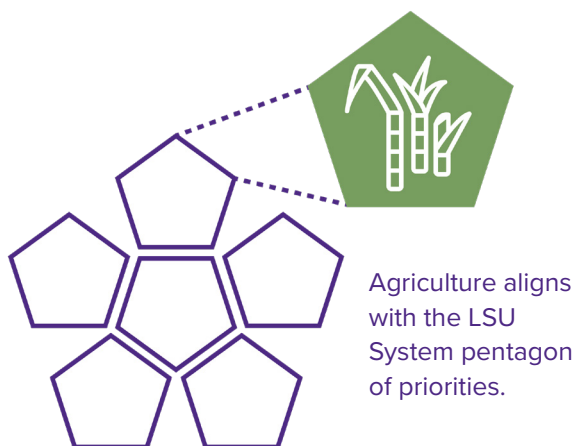 Agriculture aligns
with the LSU
System pentagon
of priorities.